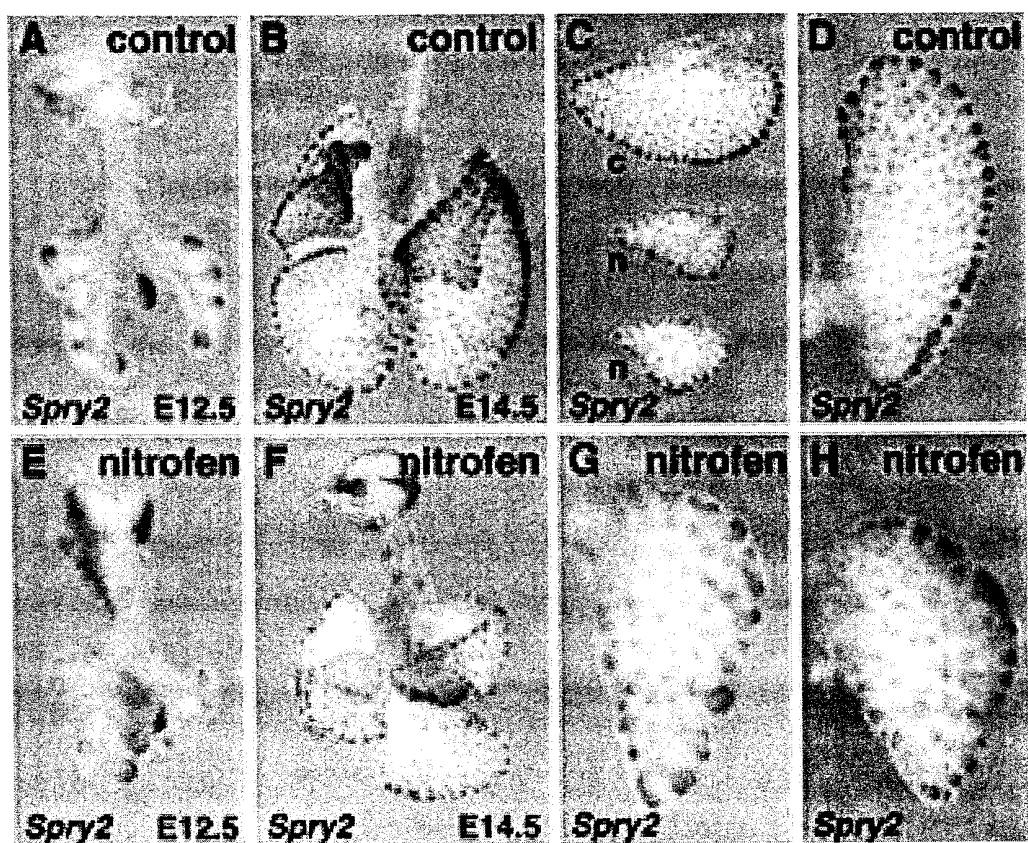 A control
B control
C
D control
c
n
n
Spry2 E12.5
Spry2 E14.5
Spry2
Spry2
E nitrofen
F nitrofen
G nitrofen
H nitrofen
Spry2 E12.5
Spry2 E14.5
Spry2
Spry2